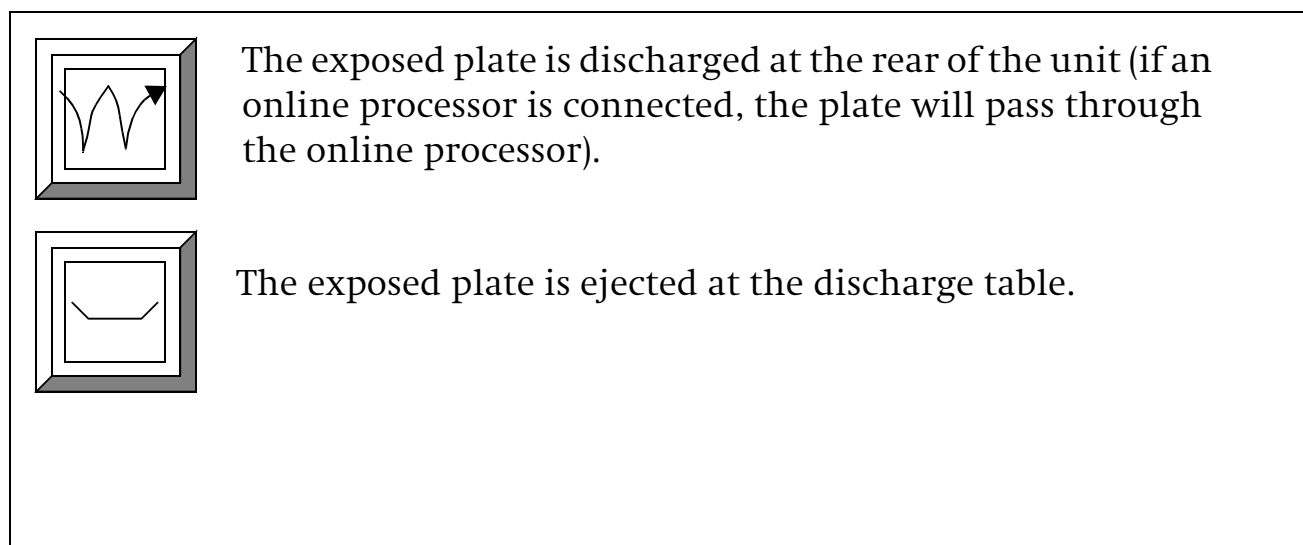 The exposed plate is discharged at the rear of the unit (if an
online processor is connected, the plate will pass through
the online processor).
The exposed plate is ejected at the discharge table.